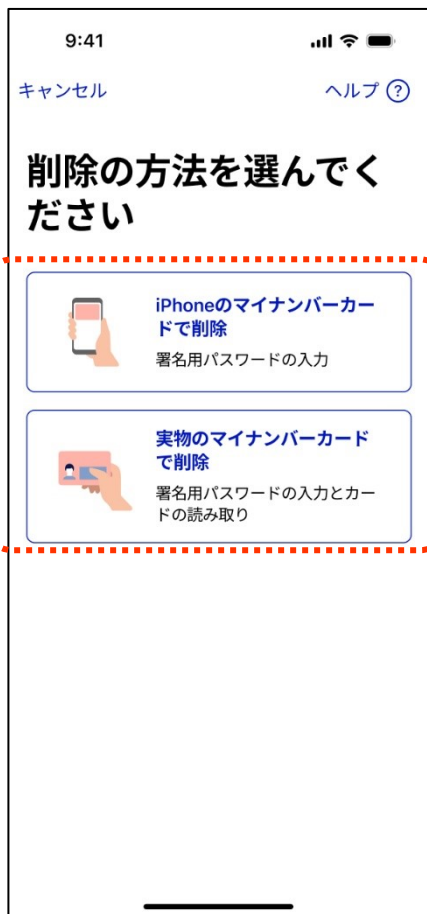 9:41
キャンセル
ヘルプ ?
削除の方法を選んでく
ださい
iPhoneのマイナンバーカー
ドで削除
署名用パスワードの入力
実物のマイナンバーカード
で削除
署名用パスワードの入力とカー
ドの読み取り